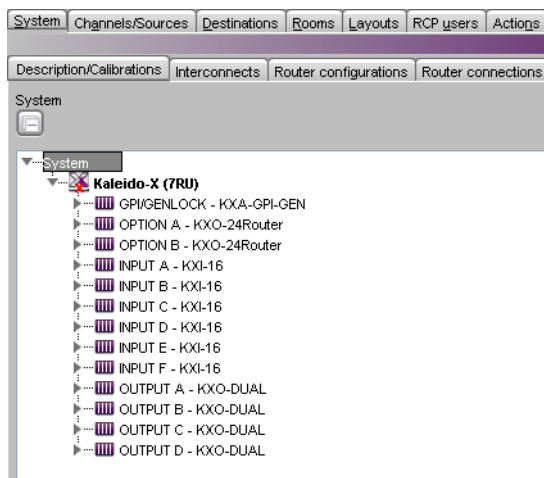 System Channels/Sources Destinations Rooms Layouts RCP users Actions
Description/Calibrations Interconnects Router configurations Router connections
System
System
Kaleido-X (7RU)
GPI/GENLOCK - KXA-GPI-GEN
OPTION A - KXO-24Router
OPTION B - KXO-24Router
INPUT A - KXI-16
INPUT B - KXI-16
INPUT C - KXI-16
INPUT D - KXI-16
INPUT E - KXI-16
INPUT F - KXI-16
OUTPUT A - KXO-DUAL
OUTPUT B - KXO-DUAL
OUTPUT C - KXO-DUAL
OUTPUT D - KXO-DUAL